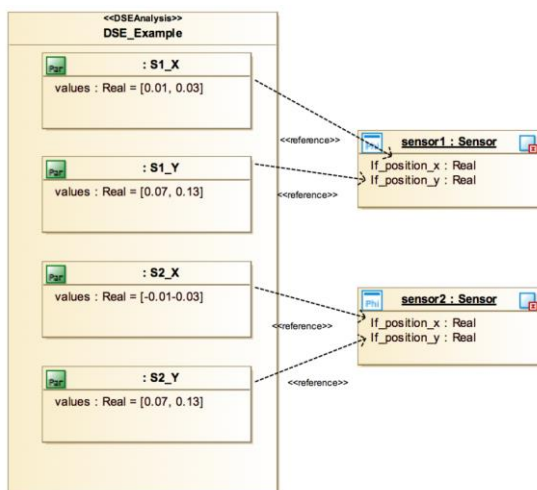 <<DSEAnalysis>>
DSE_Example
Par
: S1_X
values : Real = [0.01, 0.03]
<<reference>>
Phi
sensor1 : Sensor
lf_position_x : Real
lf_position_y : Real
Par
: S1_Y
values : Real = [0.07, 0.13]
<<reference>>
Par
: S2_X
values : Real = [-0.01-0.03]
<<reference>>
Phi
sensor2 : Sensor
lf_position_x : Real
lf_position_y : Real
Par
: S2_Y
values : Real = [0.07, 0.13]
<<reference>>